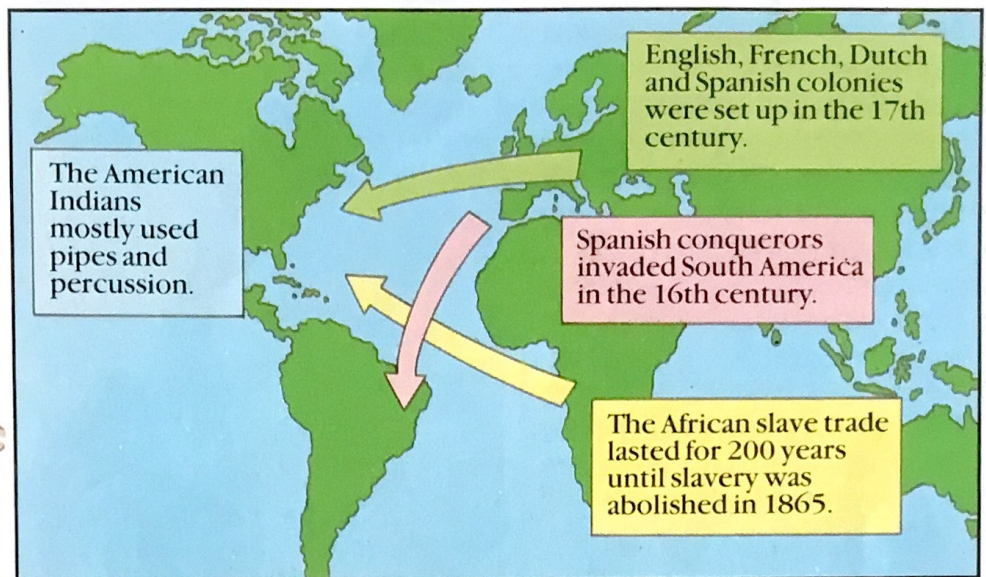 English, French, Dutch
and Spanish colonies
were set up in the 17th
century.
The American
Indians
mostly used
pipes and
percussion.
Spanish conquerors
invaded South America
in the 16th century.
The African slave trade
lasted for 200 years
until slavery was
abolished in 1865.